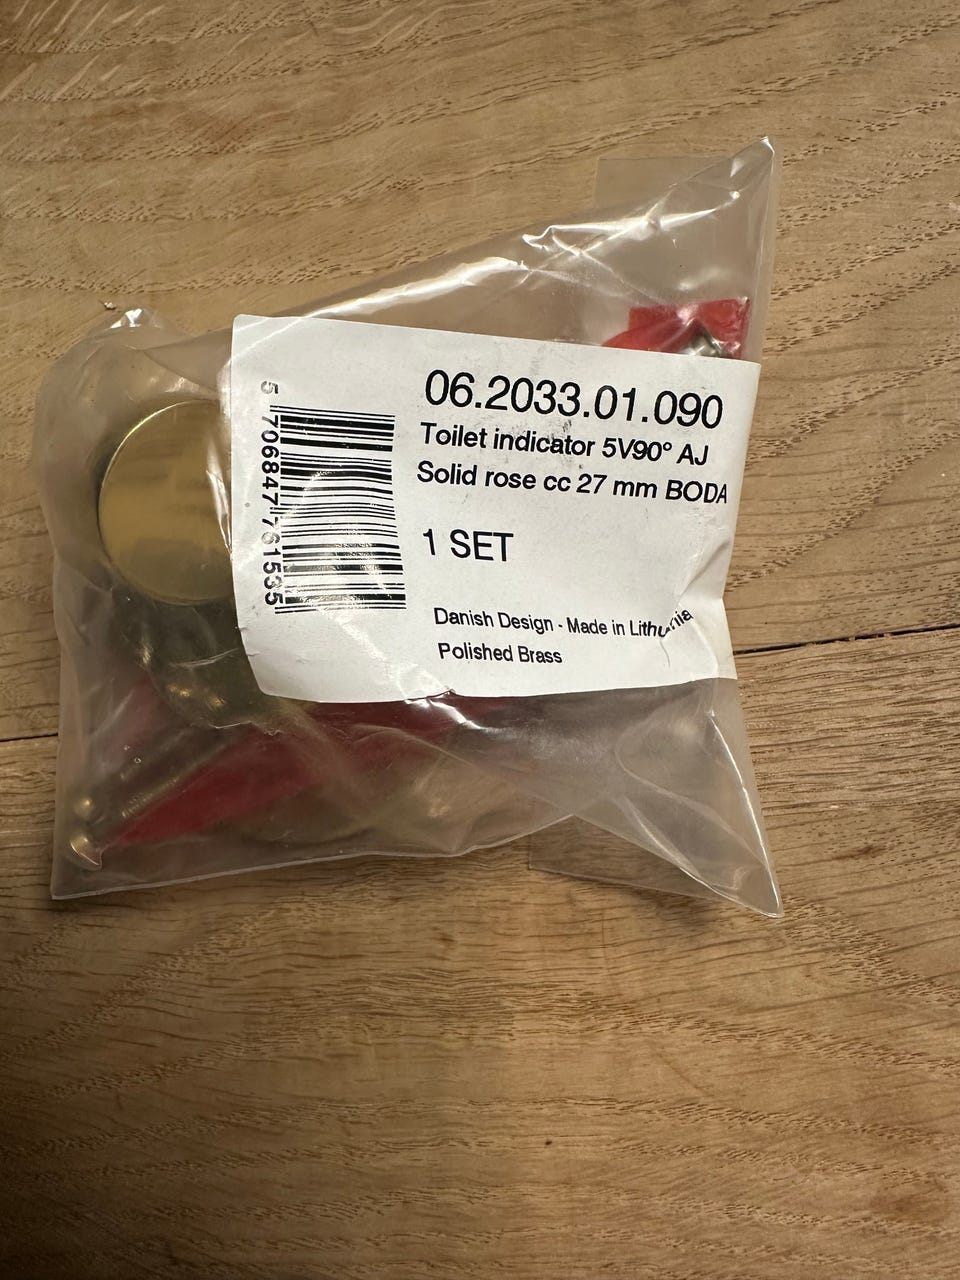 06.2033.01.090
Toilet indicator 5V90° AJ
Solid rose cc 27 mm BODA
1 SET
Danish Design - Made in Lithuania
Polished Brass
5 706847 761535